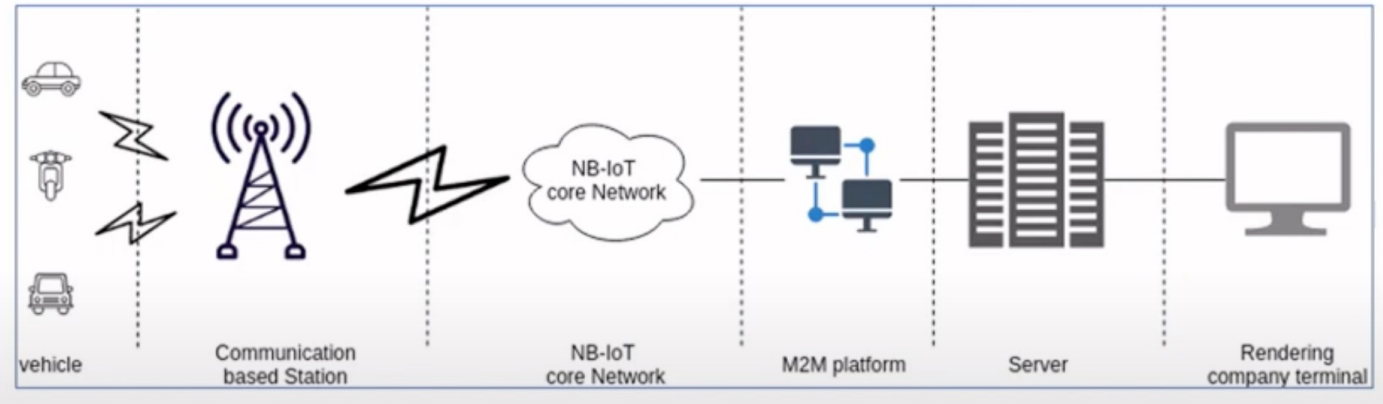 NB-IoT
core Network
vehicle
Communication
based Station
NB-IoT
core Network
M2M platform
Server
Rendering
company terminal